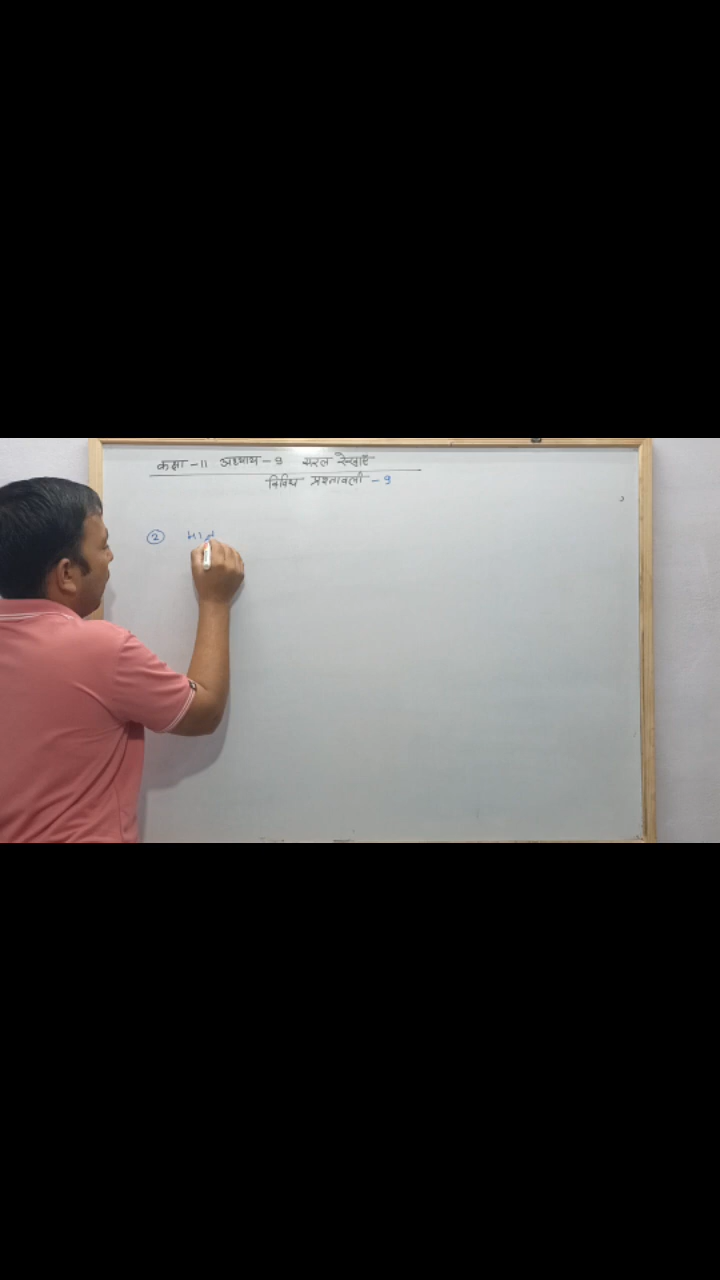 कक्षा - 11 अध्याय - 9 सरल रेखाएँ
विविध प्रश्नावली - 9
② मान